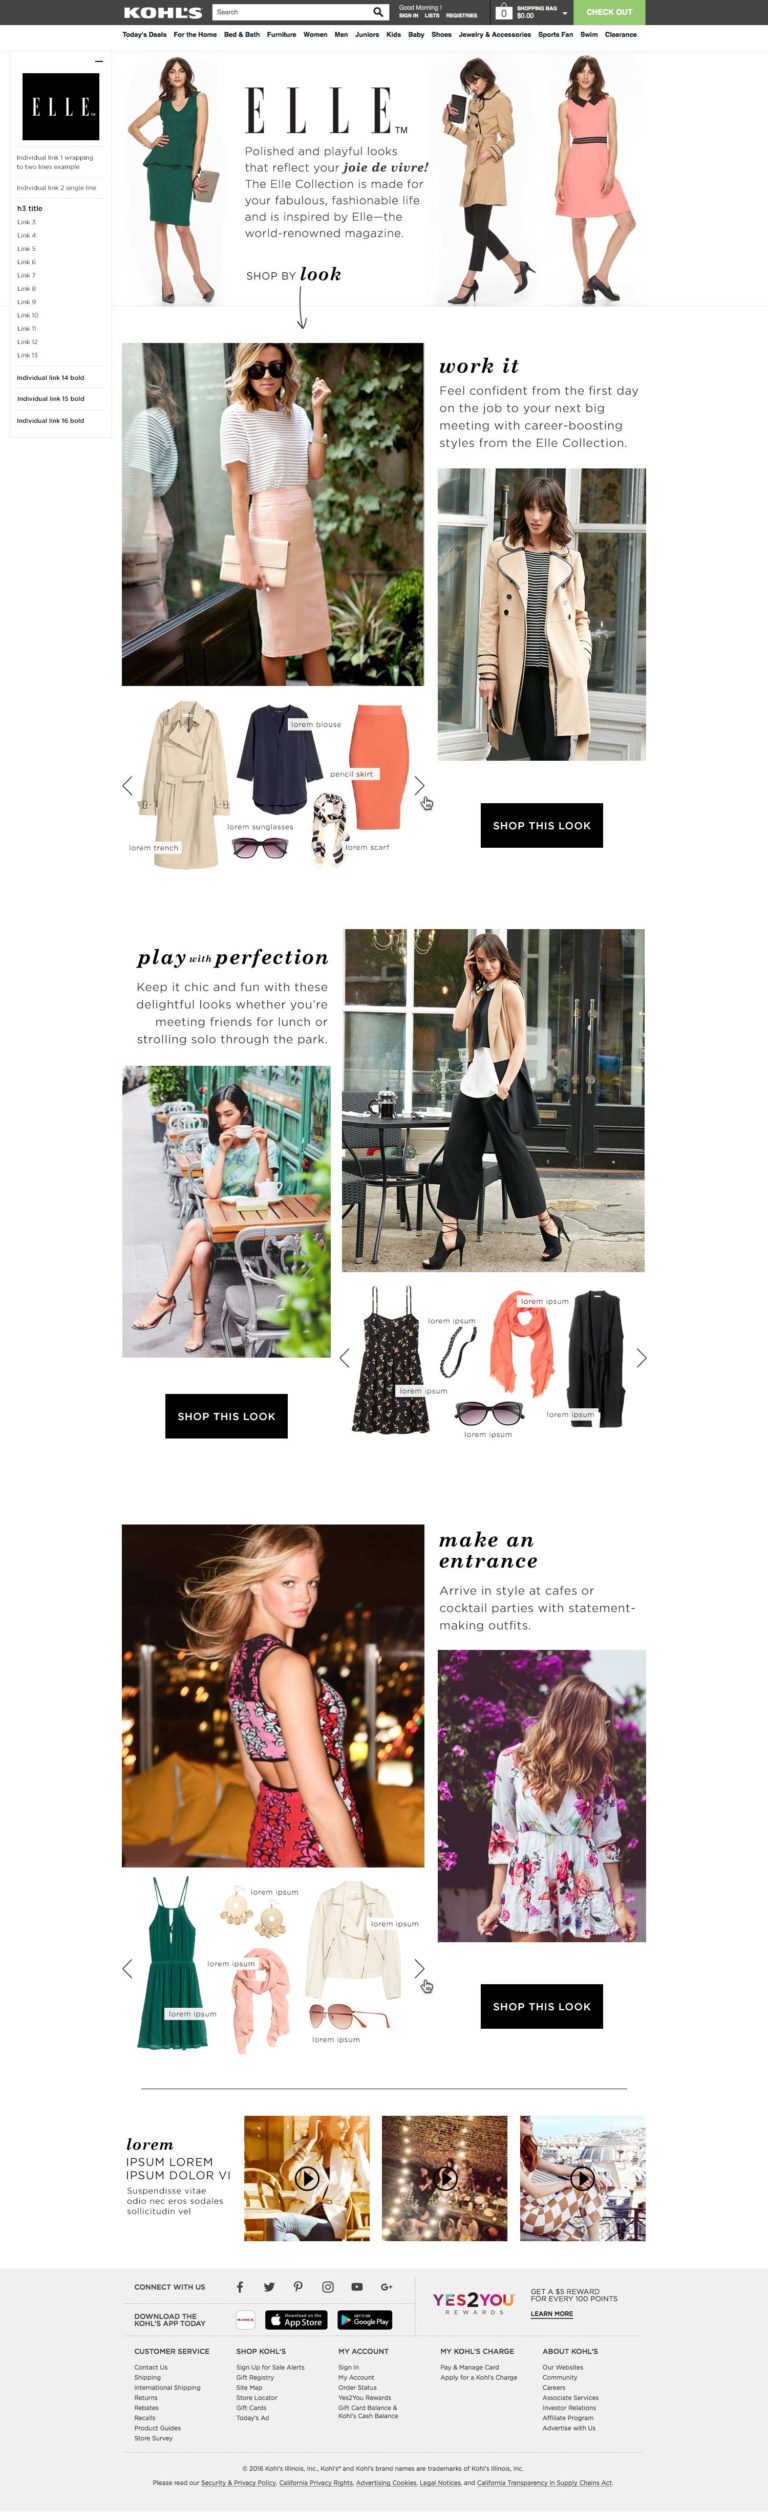 KOHL'S
Search
Good Morning !
SIGN IN LISTS REGISTRIES
0
SHOPPING BAG
$0.00
CHECK OUT
Today's Deals For the Home Bed & Bath Furniture Women Men Juniors Kids Baby Shoes Jewelry & Accessories Sports Fan Swim Clearance
ELLE
Individual link 1 wrapping
to two lines example
Individual link 2 single line
h3 title
Link 3
Link 4
Link 5
Link 6
Link 7
Link 8
Link 9
Link 10
Link 11
Link 12
Link 13
Individual link 14 bold
Individual link 15 bold
Individual link 16 bold
ELLE™
Polished and playful looks
that reflect your joie de vivre!
The Elle Collection is made for
your fabulous, fashionable life
and is inspired by Elle—the
world-renowned magazine.
SHOP BY look
work it
Feel confident from the first day
on the job to your next big
meeting with career-boosting
styles from the Elle Collection.
lorem blouse
pencil skirt
lorem sunglasses
lorem trench
lorem scarf
SHOP THIS LOOK
play with perfection
Keep it chic and fun with these
delightful looks whether you're
meeting friends for lunch or
strolling solo through the park.
lorem ipsum
lorem ipsum
lorem ipsum
lorem ipsum
lorem ipsum
SHOP THIS LOOK
make an
entrance
Arrive in style at cafes or
cocktail parties with statement-
making outfits.
lorem ipsum
lorem ipsum
lorem ipsum
lorem ipsum
lorem ipsum
SHOP THIS LOOK
lorem
IPSUM LOREM
IPSUM DOLOR VI
Suspendisse vitae
odio nec eros sodales
sollicitudin vel
CONNECT WITH US
DOWNLOAD THE
KOHL'S APP TODAY
KOHL'S
Download on the
App Store
GET IT ON
Google Play
YES2YOU
REWARDS
GET A $5 REWARD
FOR EVERY 100 POINTS
LEARN MORE
CUSTOMER SERVICE
Contact Us
Shipping
International Shipping
Returns
Rebates
Recalls
Product Guides
Store Survey
SHOP KOHL'S
Sign Up for Sale Alerts
Gift Registry
Site Map
Store Locator
Gift Cards
Today's Ad
MY ACCOUNT
Sign In
My Account
Order Status
Yes2You Rewards
Gift Card Balance &
Kohl's Cash Balance
MY KOHL'S CHARGE
Pay & Manage Card
Apply for a Kohl's Charge
ABOUT KOHL'S
Our Websites
Community
Careers
Associate Services
Investor Relations
Affiliate Program
Advertise with Us
© 2016 Kohl's Illinois, Inc., Kohl's® and Kohl's brand names are trademarks of Kohl's Illinois, Inc.
Please read our Security & Privacy Policy, California Privacy Rights, Advertising Cookies, Legal Notices, and California Transparency in Supply Chains Act.